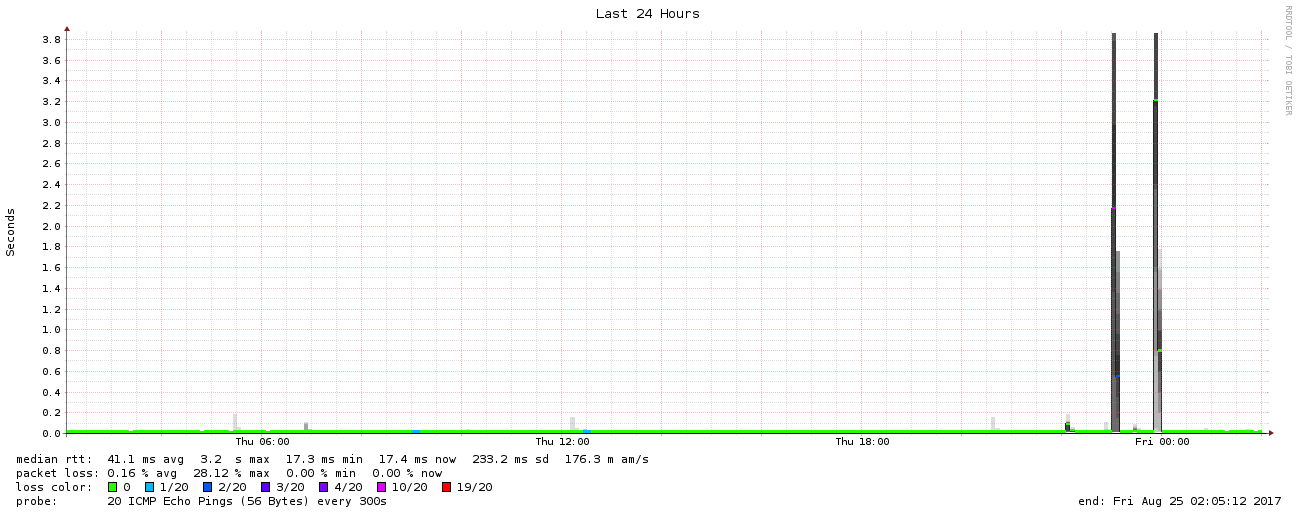 Last 24 Hours
RRDTOOL / TOBI OETIKER
Seconds
3.8
3.6
3.4
3.2
3.0
2.8
2.6
2.4
2.2
2.0
1.8
1.6
1.4
1.2
1.0
0.8
0.6
0.4
0.2
0.0
Thu 06:00 Thu 12:00 Thu 18:00 Fri 00:00
median rtt: 41.1 ms avg 3.2 s max 17.3 ms min 17.4 ms now 233.2 ms sd 176.3 m am/s
packet loss: 0.16 % avg 28.12 % max 0.00 % min 0.00 % now
loss color: 0 1/20 2/20 3/20 4/20 10/20 19/20
probe: 20 ICMP Echo Pings (56 Bytes) every 300s end: Fri Aug 25 02:05:12 2017